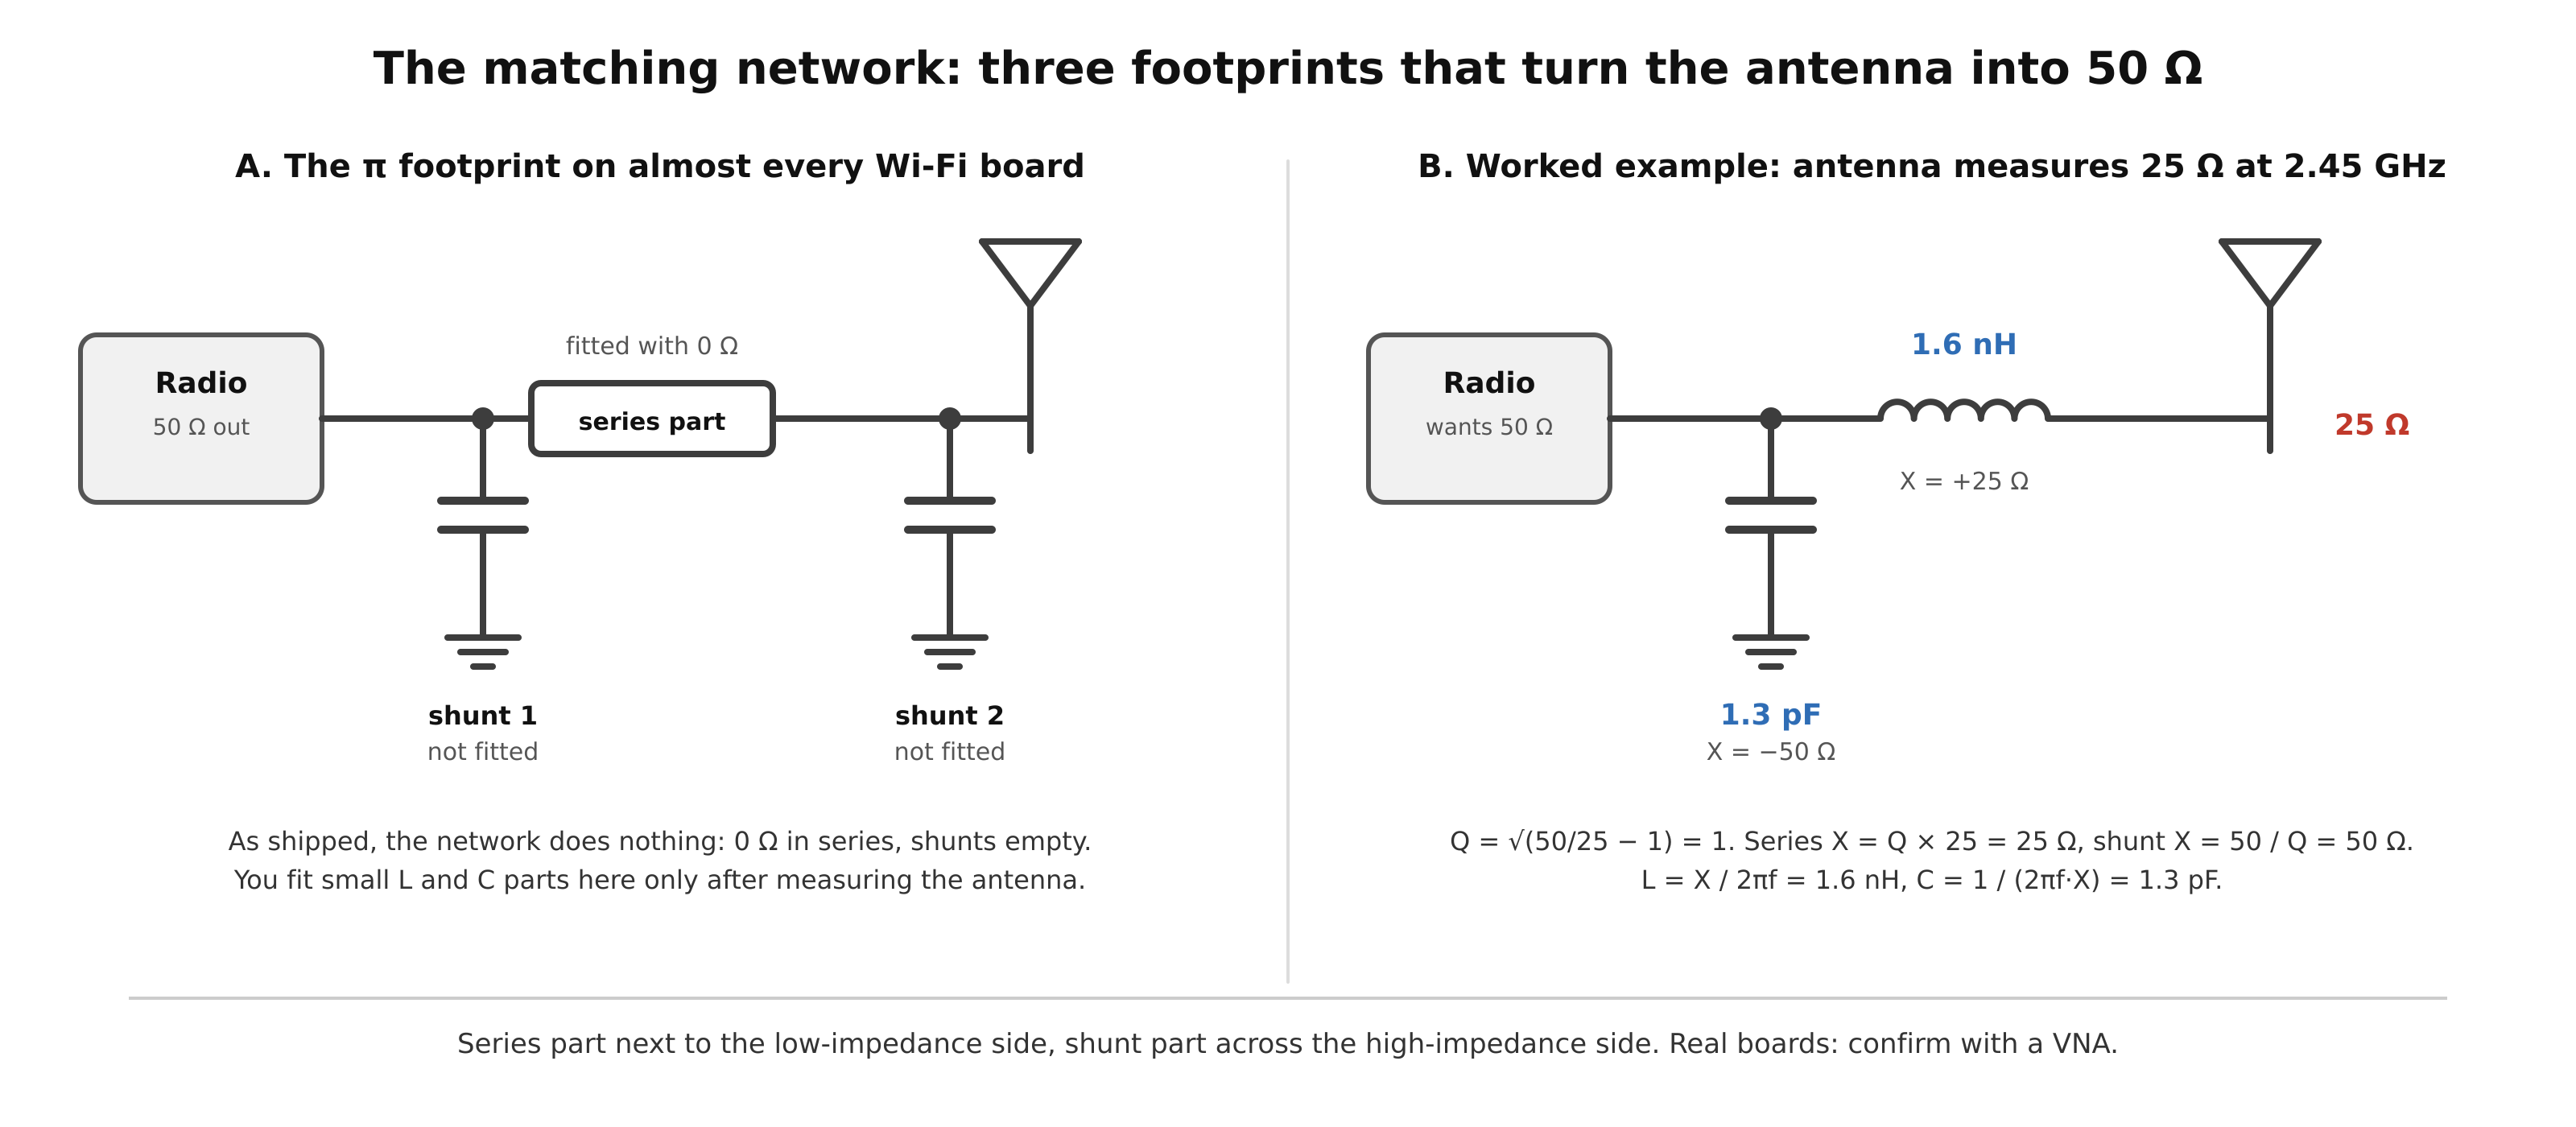 The matching network: three footprints that turn the antenna into 50 Ω
A. The π footprint on almost every Wi-Fi board
Radio
50 Ω out
fitted with 0 Ω
series part
shunt 1
not fitted
shunt 2
not fitted
As shipped, the network does nothing: 0 Ω in series, shunts empty.
You fit small L and C parts here only after measuring the antenna.
B. Worked example: antenna measures 25 Ω at 2.45 GHz
Radio
wants 50 Ω
1.6 nH
X = +25 Ω
25 Ω
1.3 pF
X = −50 Ω
Q = √(50/25 − 1) = 1. Series X = Q × 25 = 25 Ω, shunt X = 50 / Q = 50 Ω.
L = X / 2πf = 1.6 nH, C = 1 / (2πf·X) = 1.3 pF.
Series part next to the low-impedance side, shunt part across the high-impedance side. Real boards: confirm with a VNA.